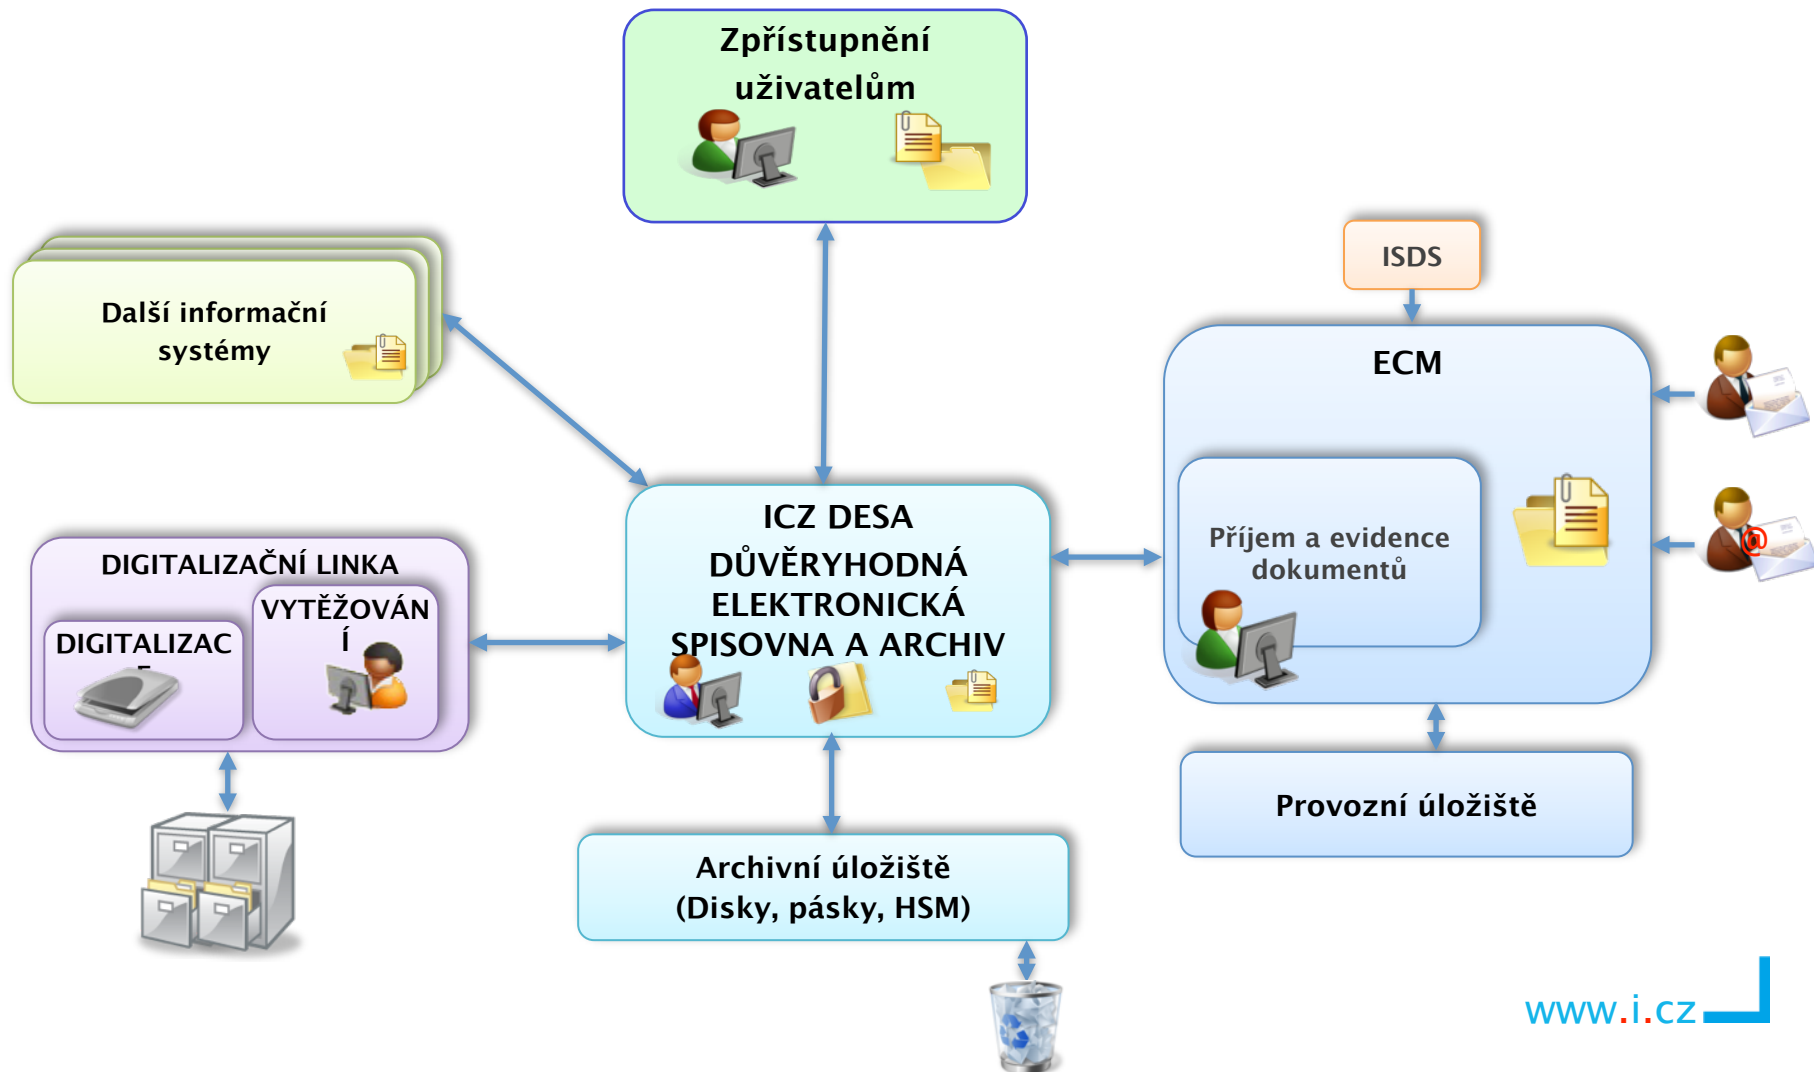 Zpřístupnění
uživatelům
ISDS
Další informační
systémy
ECM
Příjem a evidence
dokumentů
@
ICZ DESA
DŮVĚRYHODNÁ
ELEKTRONICKÁ
SPISOVNA A ARCHIV
DIGITALIZAČNÍ LINKA
VYTĚŽOVÁN
Í
DIGITALIZAC
Provozní úložiště
Archivní úložiště
(Disky, pásky, HSM)
www.i.cz